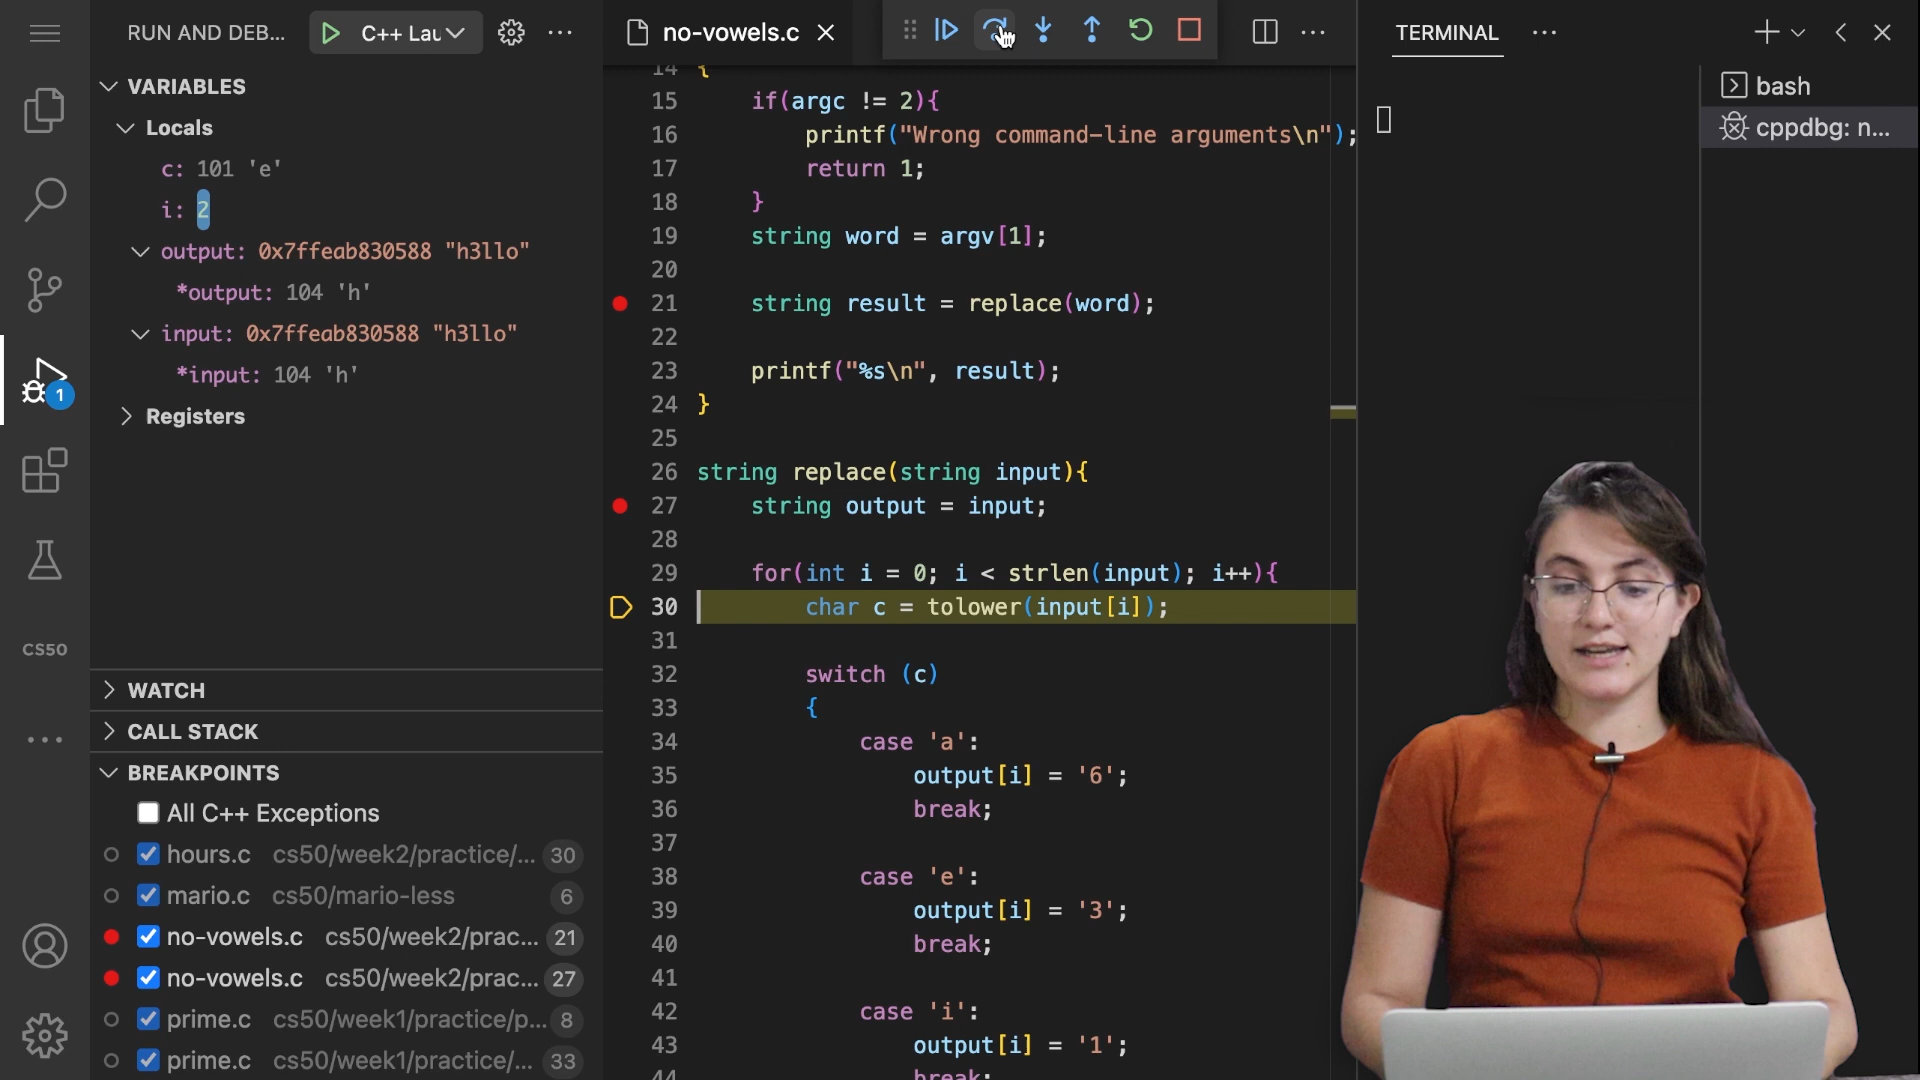 RUN AND DEB...
C++ Lau
no-vowels.c
TERMINAL
VARIABLES
Locals
c: 101 'e'
i: 2
output: 0x7ffeab830588 "h3llo"
*output: 104 'h'
input: 0x7ffeab830588 "h3llo"
*input: 104 'h'
Registers
1
CS50
WATCH
CALL STACK
BREAKPOINTS
All C++ Exceptions
hours.c cs50/week2/practice/... 30
mario.c cs50/mario-less 6
no-vowels.c cs50/week2/prac... 21
no-vowels.c cs50/week2/prac... 27
prime.c cs50/week1/practice/p... 8
prime.c cs50/week1/practice/... 33
14 {
15 if(argc != 2){
16 printf("Wrong command-line arguments\n");
17 return 1;
18 }
19 string word = argv[1];
20
21 string result = replace(word);
22
23 printf("%s\n", result);
24 }
25
26 string replace(string input){
27 string output = input;
28
29 for(int i = 0; i < strlen(input); i++){
30 char c = tolower(input[i]);
31
32 switch (c)
33 {
34 case 'a':
35 output[i] = '6';
36 break;
37
38 case 'e':
39 output[i] = '3';
40 break;
41
42 case 'i':
43 output[i] = '1';
44 break;
bash
cppdbg: n...